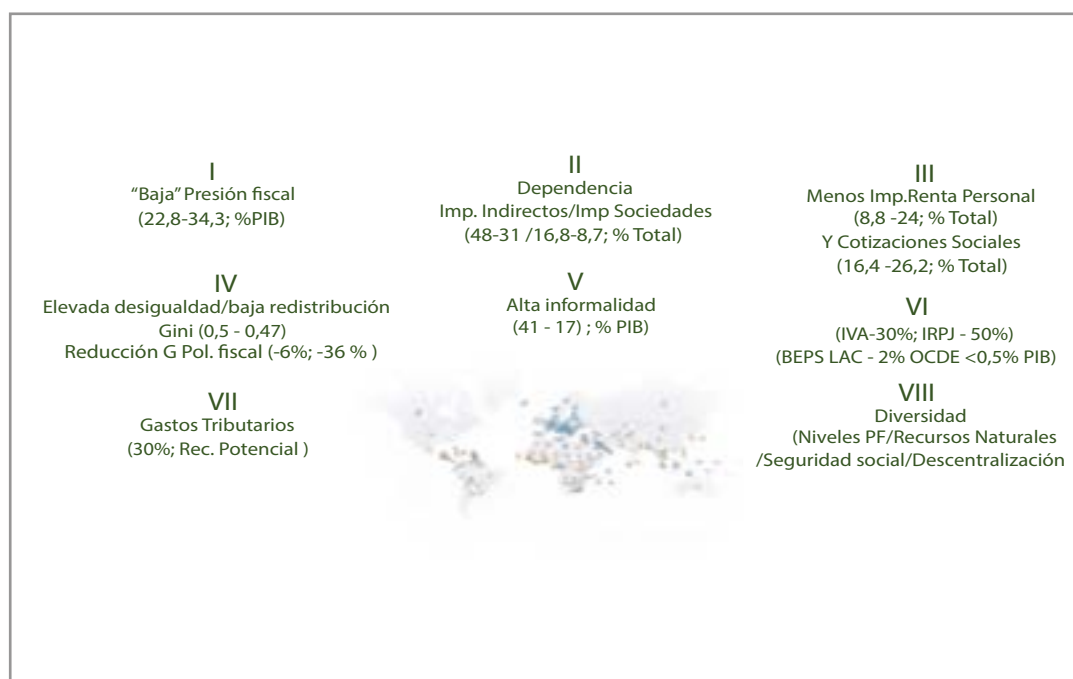 I
“Baja” Presión fiscal
(22,8-34,3; %PIB)
II
Dependencia
Imp. Indirectos/Imp Sociedades
(48-31 /16,8-8,7; % Total)
III
Menos Imp.Renta Personal
(8,8 -24; % Total)
Y Cotizaciones Sociales
(16,4 -26,2; % Total)
IV
Elevada desigualdad/baja redistribución
Gini (0,5 - 0,47)
Reducción G Pol. fiscal (-6%; -36 % )
V
Alta informalidad
(41 - 17) ; % PIB)
VI
(IVA-30%; IRPJ - 50%)
(BEPS LAC - 2% OCDE <0,5% PIB)
VII
Gastos Tributarios
(30%; Rec. Potencial )
VIII
Diversidad
(Niveles PF/Recursos Naturales
/Seguridad social/Descentralización